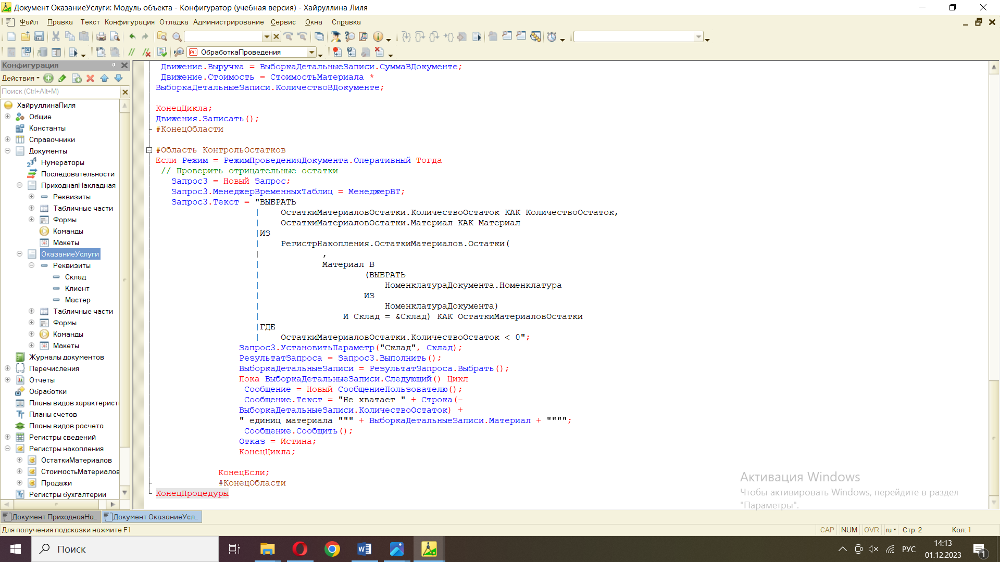 Документ ОказаниеУслуги: Модуль объекта - Конфигуратор (учебная версия) - Хайруллина Лиля
Файл Правка Текст Конфигурация Отладка Администрирование Сервис Окна Справка
ОбработкаПроведения
Конфигурация
Действия
Поиск (Ctrl+Alt+M)
ХайруллинаЛиля
Общие
Константы
Справочники
Документы
Нумераторы
Последовательности
ПриходнаяНакладная
Реквизиты
Табличные части
Формы
Команды
Макеты
ОказаниеУслуги
Реквизиты
Склад
Клиент
Мастер
Табличные части
Формы
Команды
Макеты
Журналы документов
Перечисления
Отчеты
Обработки
Планы видов характеристи
Планы счетов
Планы видов расчета
Регистры сведений
Регистры накопления
ОстаткиМатериалов
СтоимостьМатериалов
Продажи
Регистры бухгалтерии
Движение.Выручка = ВыборкаДетальныеЗаписи.СуммаВДокументе;
Движение.Стоимость = СтоимостьМатериала *
ВыборкаДетальныеЗаписи.КоличествоВДокументе;
КонецЦикла;
Движения.Записать();
#КонецОбласти
#Область КонтрольОстатков
Если Режим = РежимПроведенияДокумента.Оперативный Тогда
// Проверить отрицательные остатки
Запрос3 = Новый Запрос;
Запрос3.МенеджерВременныхТаблиц = МенеджерВТ;
Запрос3.Текст = "ВЫБРАТЬ
| ОстаткиМатериаловОстатки.КоличествоОстаток КАК КоличествоОстаток,
| ОстаткиМатериаловОстатки.Материал КАК Материал
|ИЗ
| РегистрНакопления.ОстаткиМатериалов.Остатки(
| ,
| Материал В
| (ВЫБРАТЬ
| НоменклатураДокумента.Номенклатура
| ИЗ
| НоменклатураДокумента)
| И Склад = &Склад) КАК ОстаткиМатериаловОстатки
|ГДЕ
| ОстаткиМатериаловОстатки.КоличествоОстаток < 0";
Запрос3.УстановитьПараметр("Склад", Склад);
РезультатЗапроса = Запрос3.Выполнить();
ВыборкаДетальныеЗаписи = РезультатЗапроса.Выбрать();
Пока ВыборкаДетальныеЗаписи.Следующий() Цикл
Сообщение = Новый СообщениеПользователю();
Сообщение.Текст = "Не хватает " + Строка(-
ВыборкаДетальныеЗаписи.КоличествоОстаток) +
" единиц материала """ + ВыборкаДетальныеЗаписи.Материал + """";
Сообщение.Сообщить();
Отказ = Истина;
КонецЦикла;
КонецЕсли;
#КонецОбласти
КонецПроцедуры
Активация Windows
Чтобы активировать Windows, перейдите в раздел
"Параметры".
Документ ПриходнаяНа... Документ ОказаниеУсл...
Для получения подсказки нажмите F1
CAP NUM OVR ru Стр: 2 Кол: 1
Поиск
РУС
14:13
01.12.2023
1